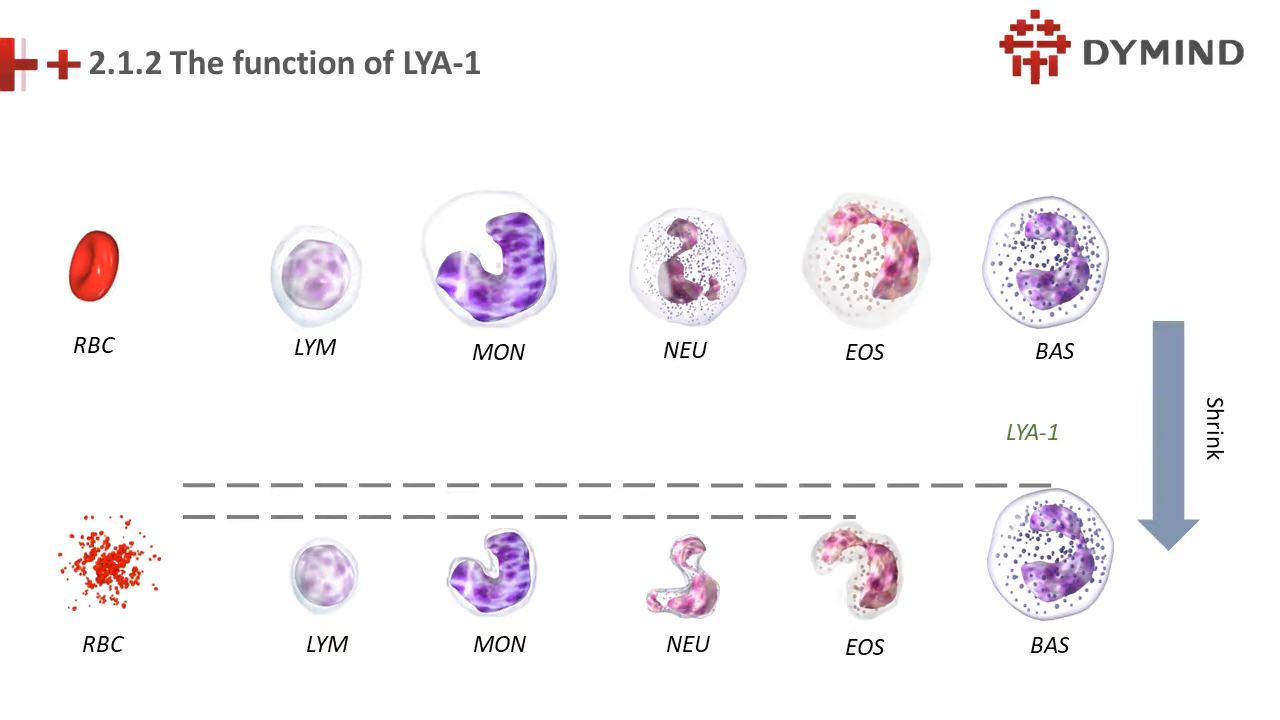 2.1.2 The function of LYA-1
DYMIND
RBC
LYM
MON
NEU
EOS
BAS
LYA-1
Shrink
RBC
LYM
MON
NEU
EOS
BAS